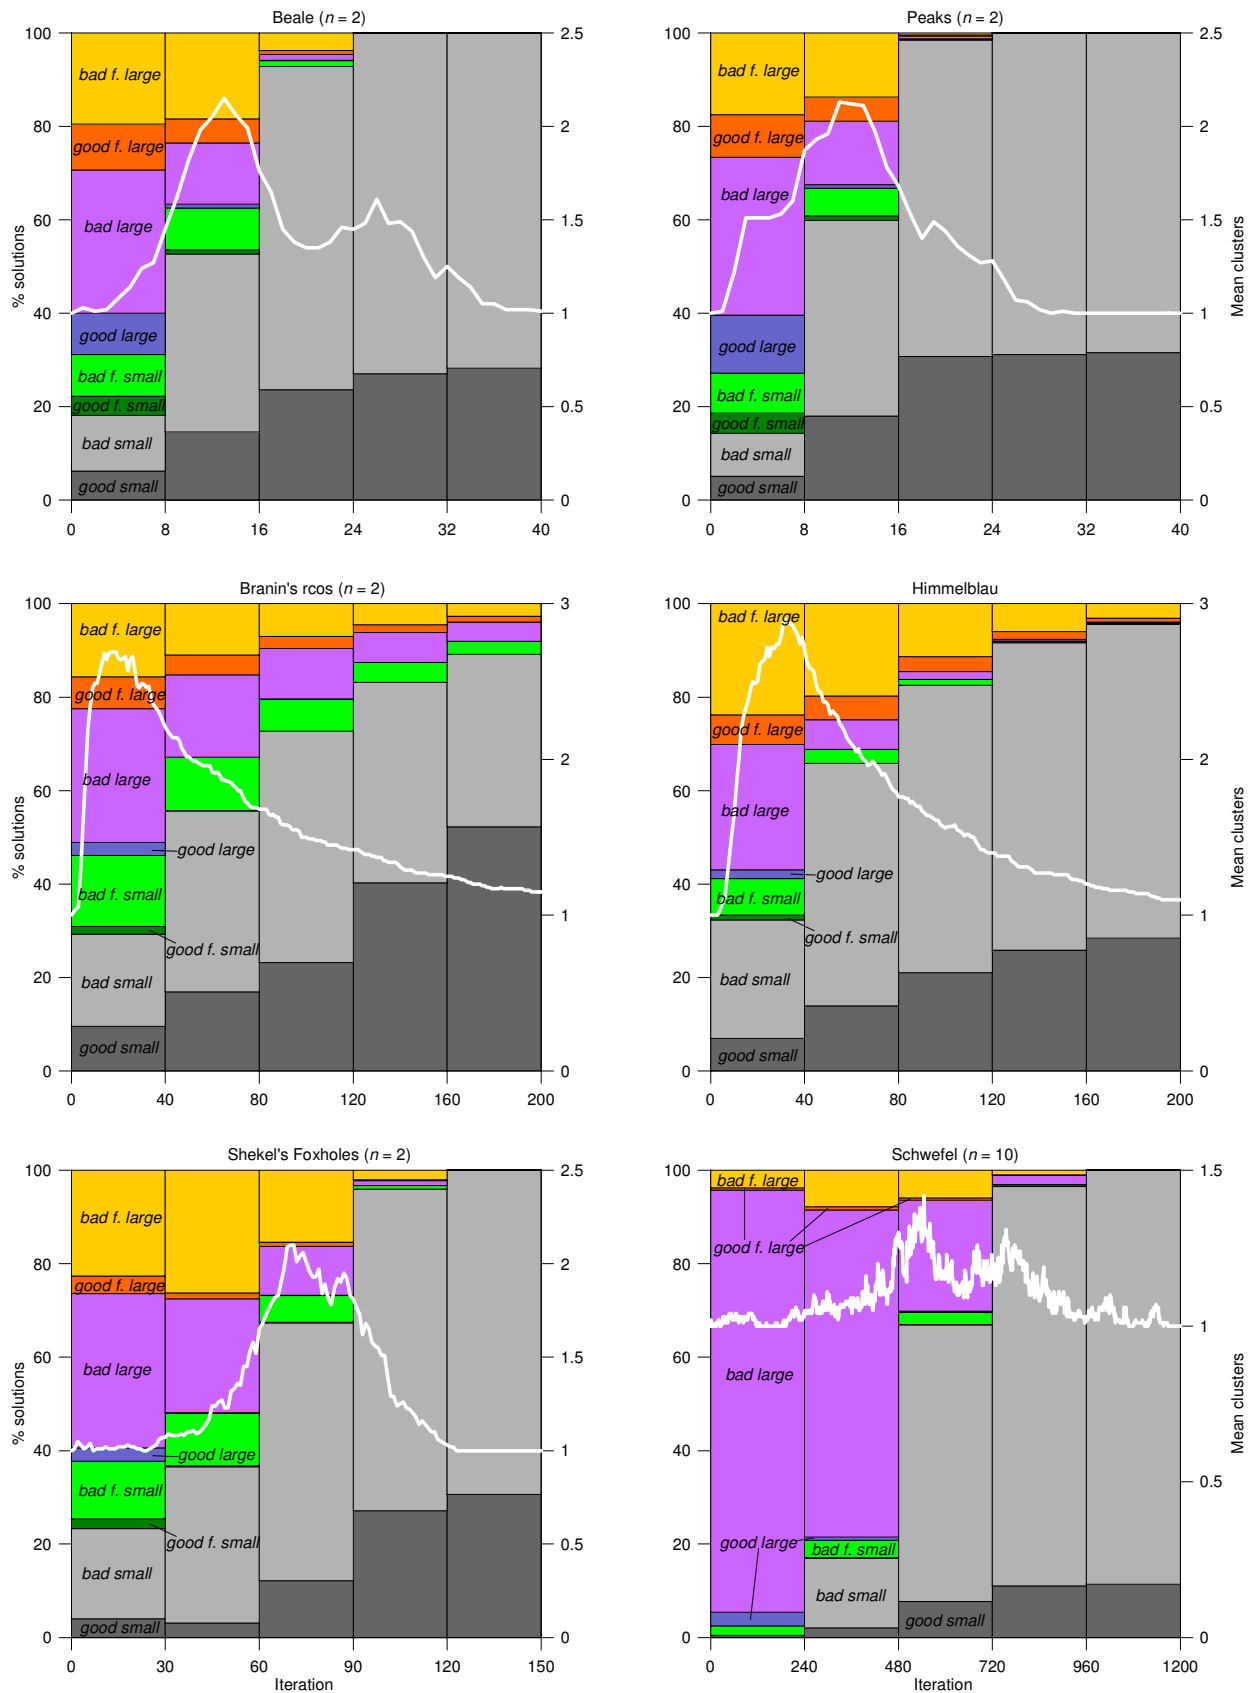 Beale (n = 2)
100
80
60
40
20
0
% solutions
2.5
2
1.5
1
0.5
0
bad f. large
good f. large
bad large
good large
bad f. small
good f. small
bad small
good small
0 8 16 24 32 40
Peaks (n = 2)
100
80
60
40
20
0
2.5
2
1.5
1
0.5
0
Mean clusters
bad f. large
good f. large
bad large
good large
bad f. small
good f. small
bad small
good small
0 8 16 24 32 40
Branin's rcos (n = 2)
100
80
60
40
20
0
% solutions
3
2
1
0
bad f. large
good f. large
bad large
good large
bad f. small
good f. small
bad small
good small
0 40 80 120 160 200
Himmelblau
100
80
60
40
20
0
3
2
1
0
Mean clusters
bad f. large
good f. large
bad large
good large
bad f. small
good f. small
bad small
good small
0 40 80 120 160 200
Shekel's Foxholes (n = 2)
100
80
60
40
20
0
% solutions
2.5
2
1.5
1
0.5
0
bad f. large
good f. large
bad large
good large
bad f. small
good f. small
bad small
good small
0 30 60 90 120 150
Iteration
Schwefel (n = 10)
100
80
60
40
20
0
1.5
1
0.5
0
Mean clusters
bad f. large
good f. large
bad large
good large
bad f. small
bad small
good small
0 240 480 720 960 1200
Iteration